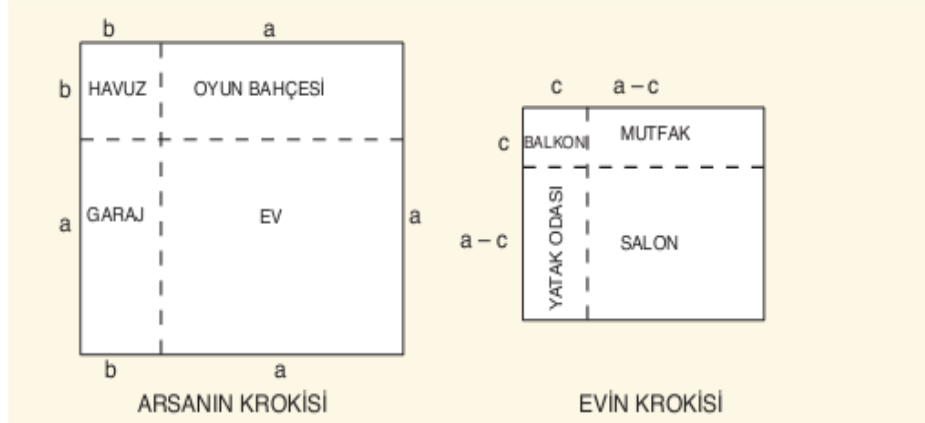 b a
b HAVUZ OYUN BAHÇESİ
a GARAJ EV a
b a
ARSANIN KROKİSİ
c a – c
c BALKON MUTFAK
a – c YATAK ODASI SALON
EVİN KROKİSİ